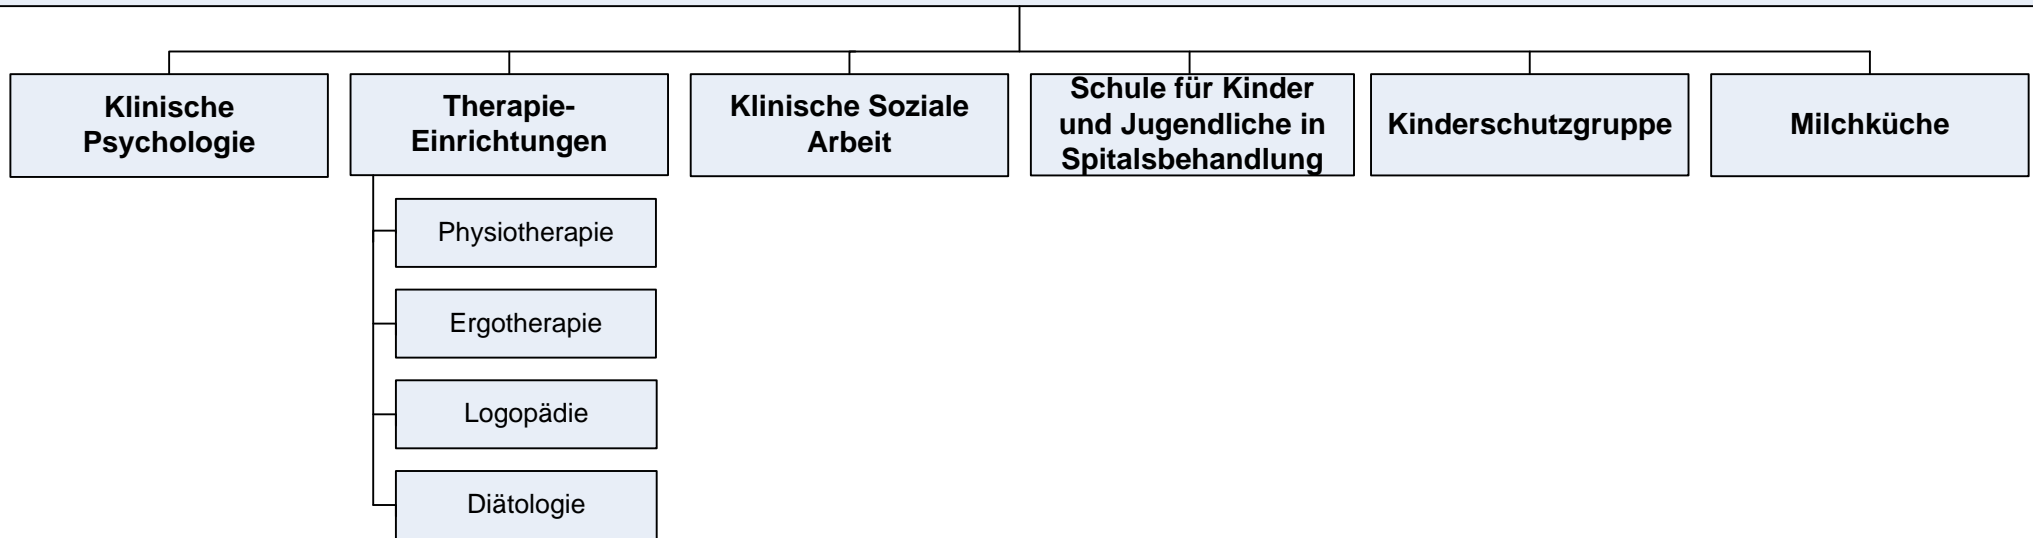 Klinische
Psychologie
Therapie-
Einrichtungen
Klinische Soziale
Arbeit
Schule für Kinder
und Jugendliche in
Spitalsbehandlung
Kinderschutzgruppe
Milchküche
Physiotherapie
Ergotherapie
Logopädie
Diätologie